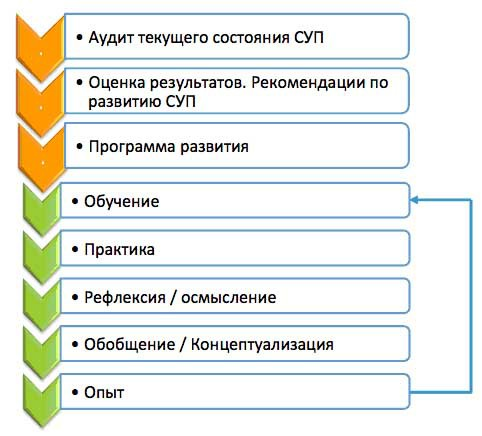 • Аудит текущего состояния СУП
• Оценка результатов. Рекомендации по
развитию СУП
• Программа развития
• Обучение
• Практика
• Рефлексия / осмысление
• Обобщение / Концептуализация
• Опыт